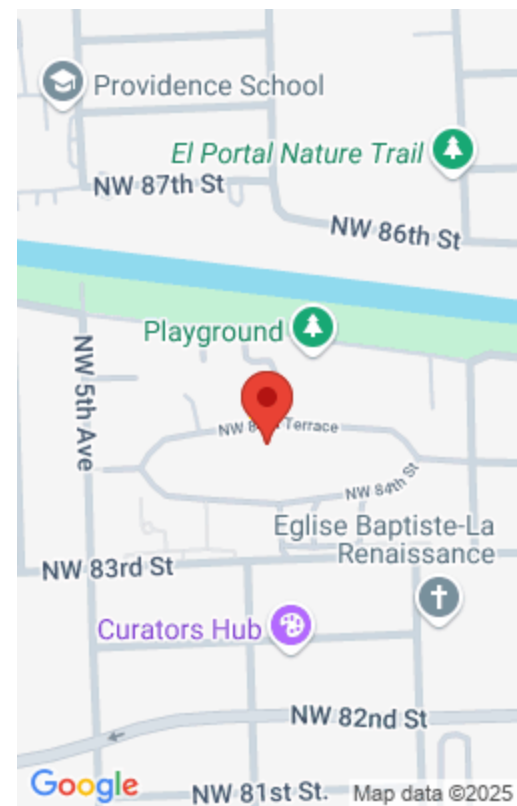 Providence School
El Portal Nature Trail
NW 87th St
NW 86th St
Playground
NW 5th Ave
NW 84th St
Eglise Baptiste-La
Renaissance
NW 83rd St
Curators Hub
NW 82nd St
Google
NW 81st St.
Map data ©2025
NW
Terrace